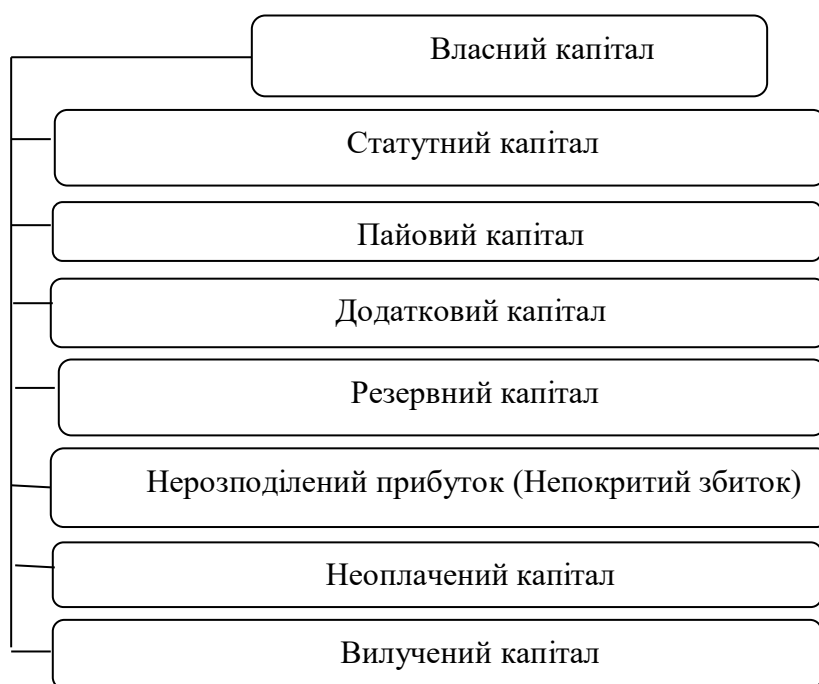 Власний капітал
Статутний капітал
Пайовий капітал
Додатковий капітал
Резервний капітал
Нерозподілений прибуток (Непокритий збиток)
Неоплачений капітал
Вилучений капітал